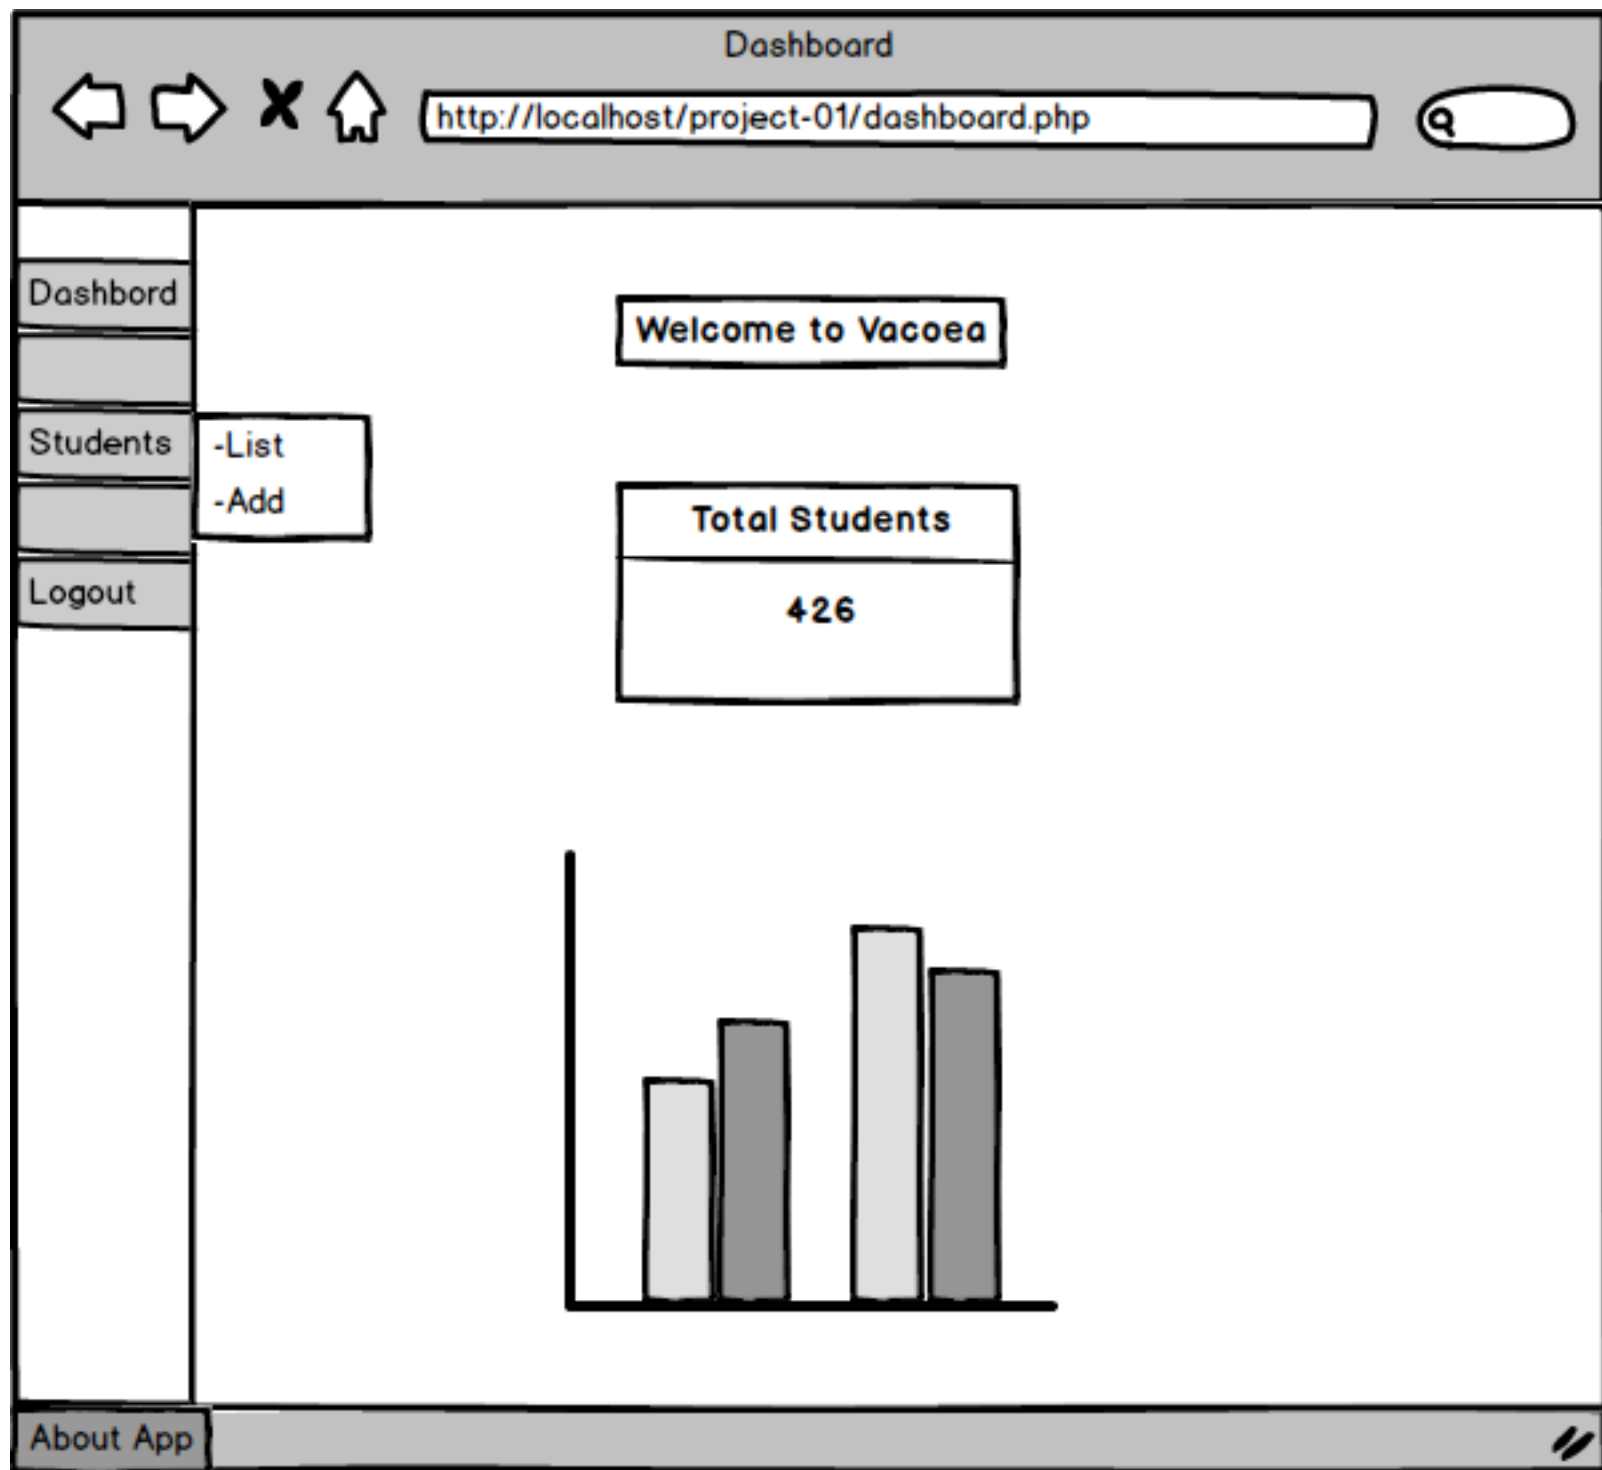 Dashboard
http://localhost/project-01/dashboard.php
Dashbord
Welcome to Vacoea
Students
-List
-Add
Total Students
426
Logout
About App